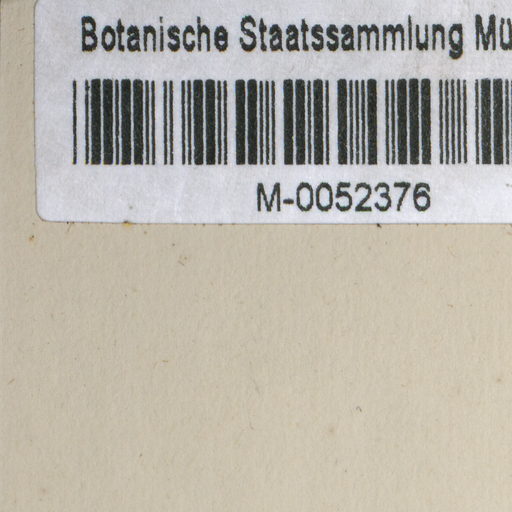 Botanische Staatssammlung Mü
M-0052376